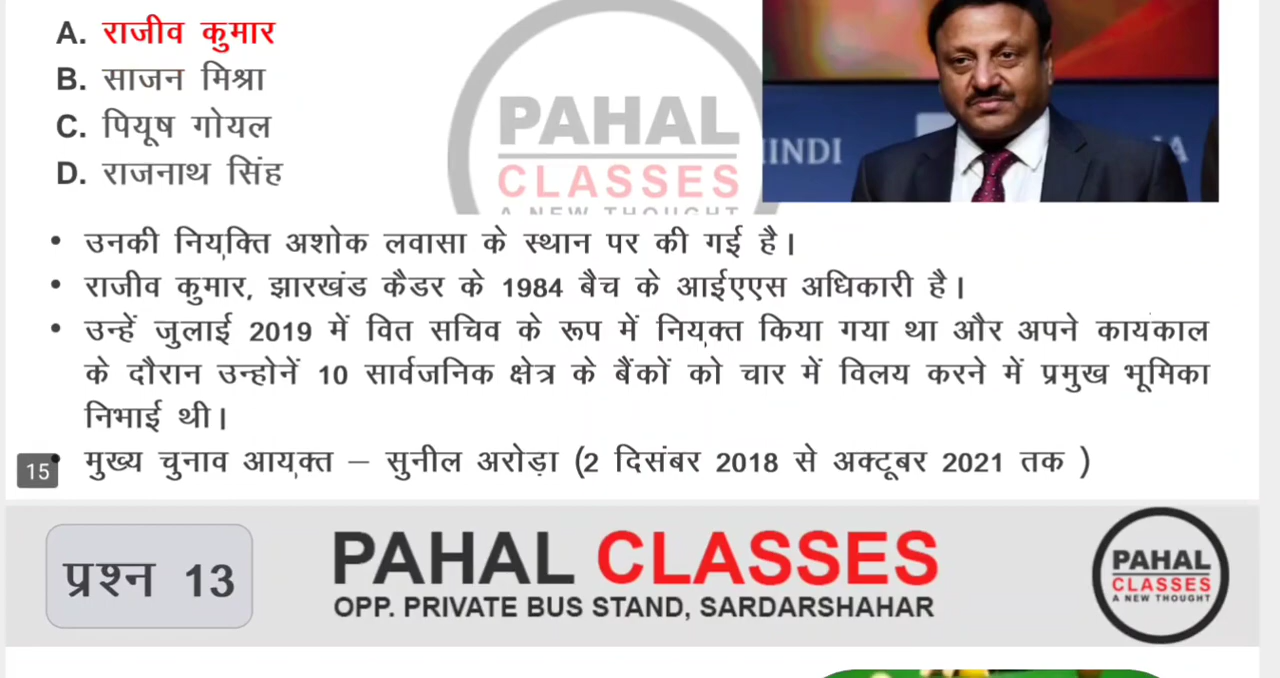 A. राजीव कुमार
B. साजन मिश्रा
C. पियूष गोयल
D. राजनाथ सिंह
PAHAL
CLASSES
A NEW THOUGHT
INDI
A
• उनकी नियुक्ति अशोक लवासा के स्थान पर की गई है।
• राजीव कुमार, झारखंड कैडर के 1984 बैच के आईएएस अधिकारी है।
• उन्हें जुलाई 2019 में वित सचिव के रूप में नियुक्त किया गया था और अपने कार्यकाल
के दौरान उन्होनें 10 सार्वजनिक क्षेत्र के बैंकों को चार में विलय करने में प्रमुख भूमिका
निभाई थी।
• मुख्य चुनाव आयुक्त – सुनील अरोड़ा (2 दिसंबर 2018 से अक्टूबर 2021 तक )
15
प्रश्न 13
PAHAL CLASSES
OPP. PRIVATE BUS STAND, SARDARSHAHAR
PAHAL
CLASSES
A NEW THOUGHT